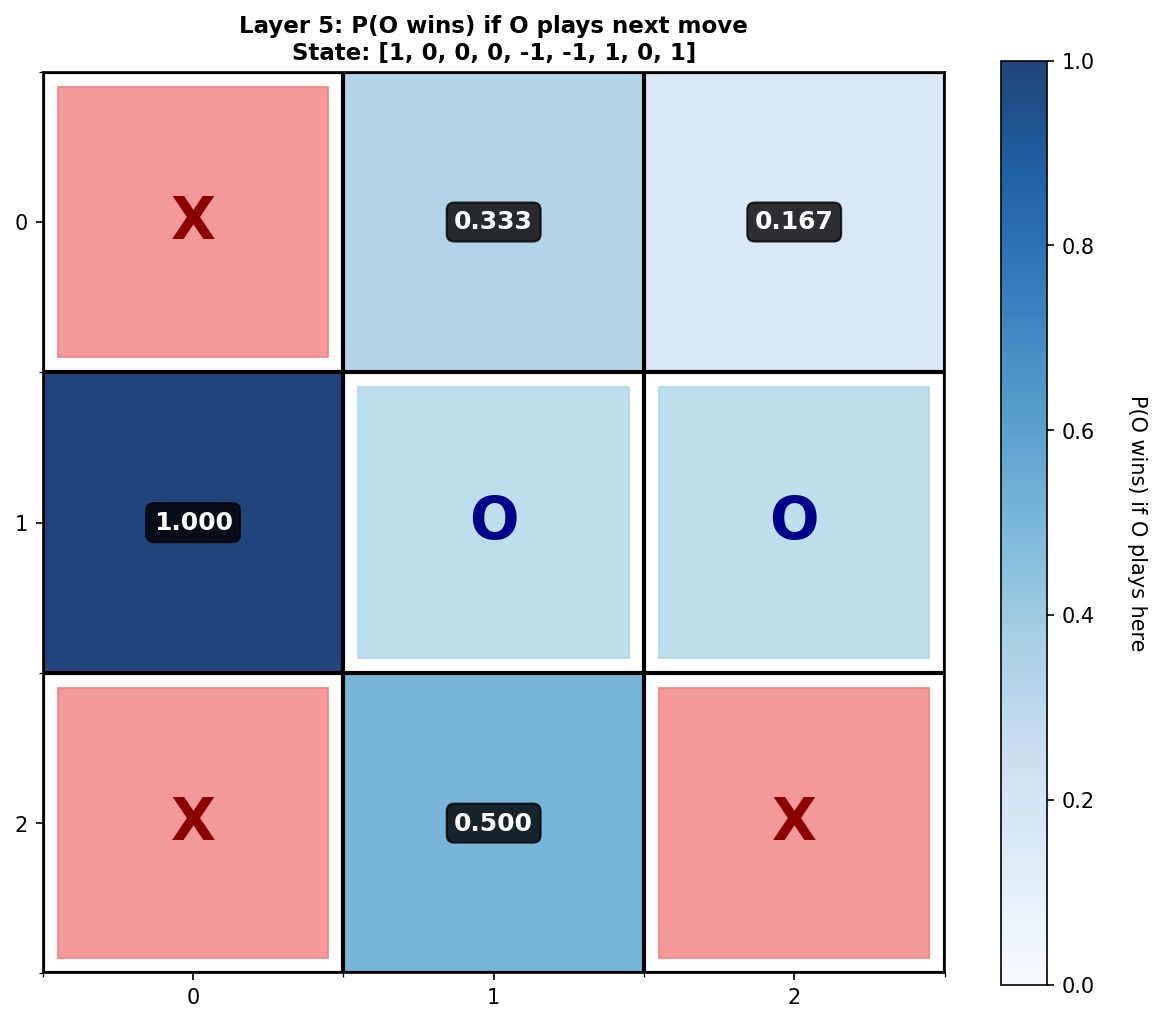 Layer 5: P(O wins) if O plays next move
State: [1, 0, 0, 0, -1, -1, 1, 0, 1]
0 X 0.333 0.167
1 1.000 O O
2 X 0.500 X
0 1 2
1.0
0.8
0.6
0.4
0.2
0.0
P(O wins) if O plays here